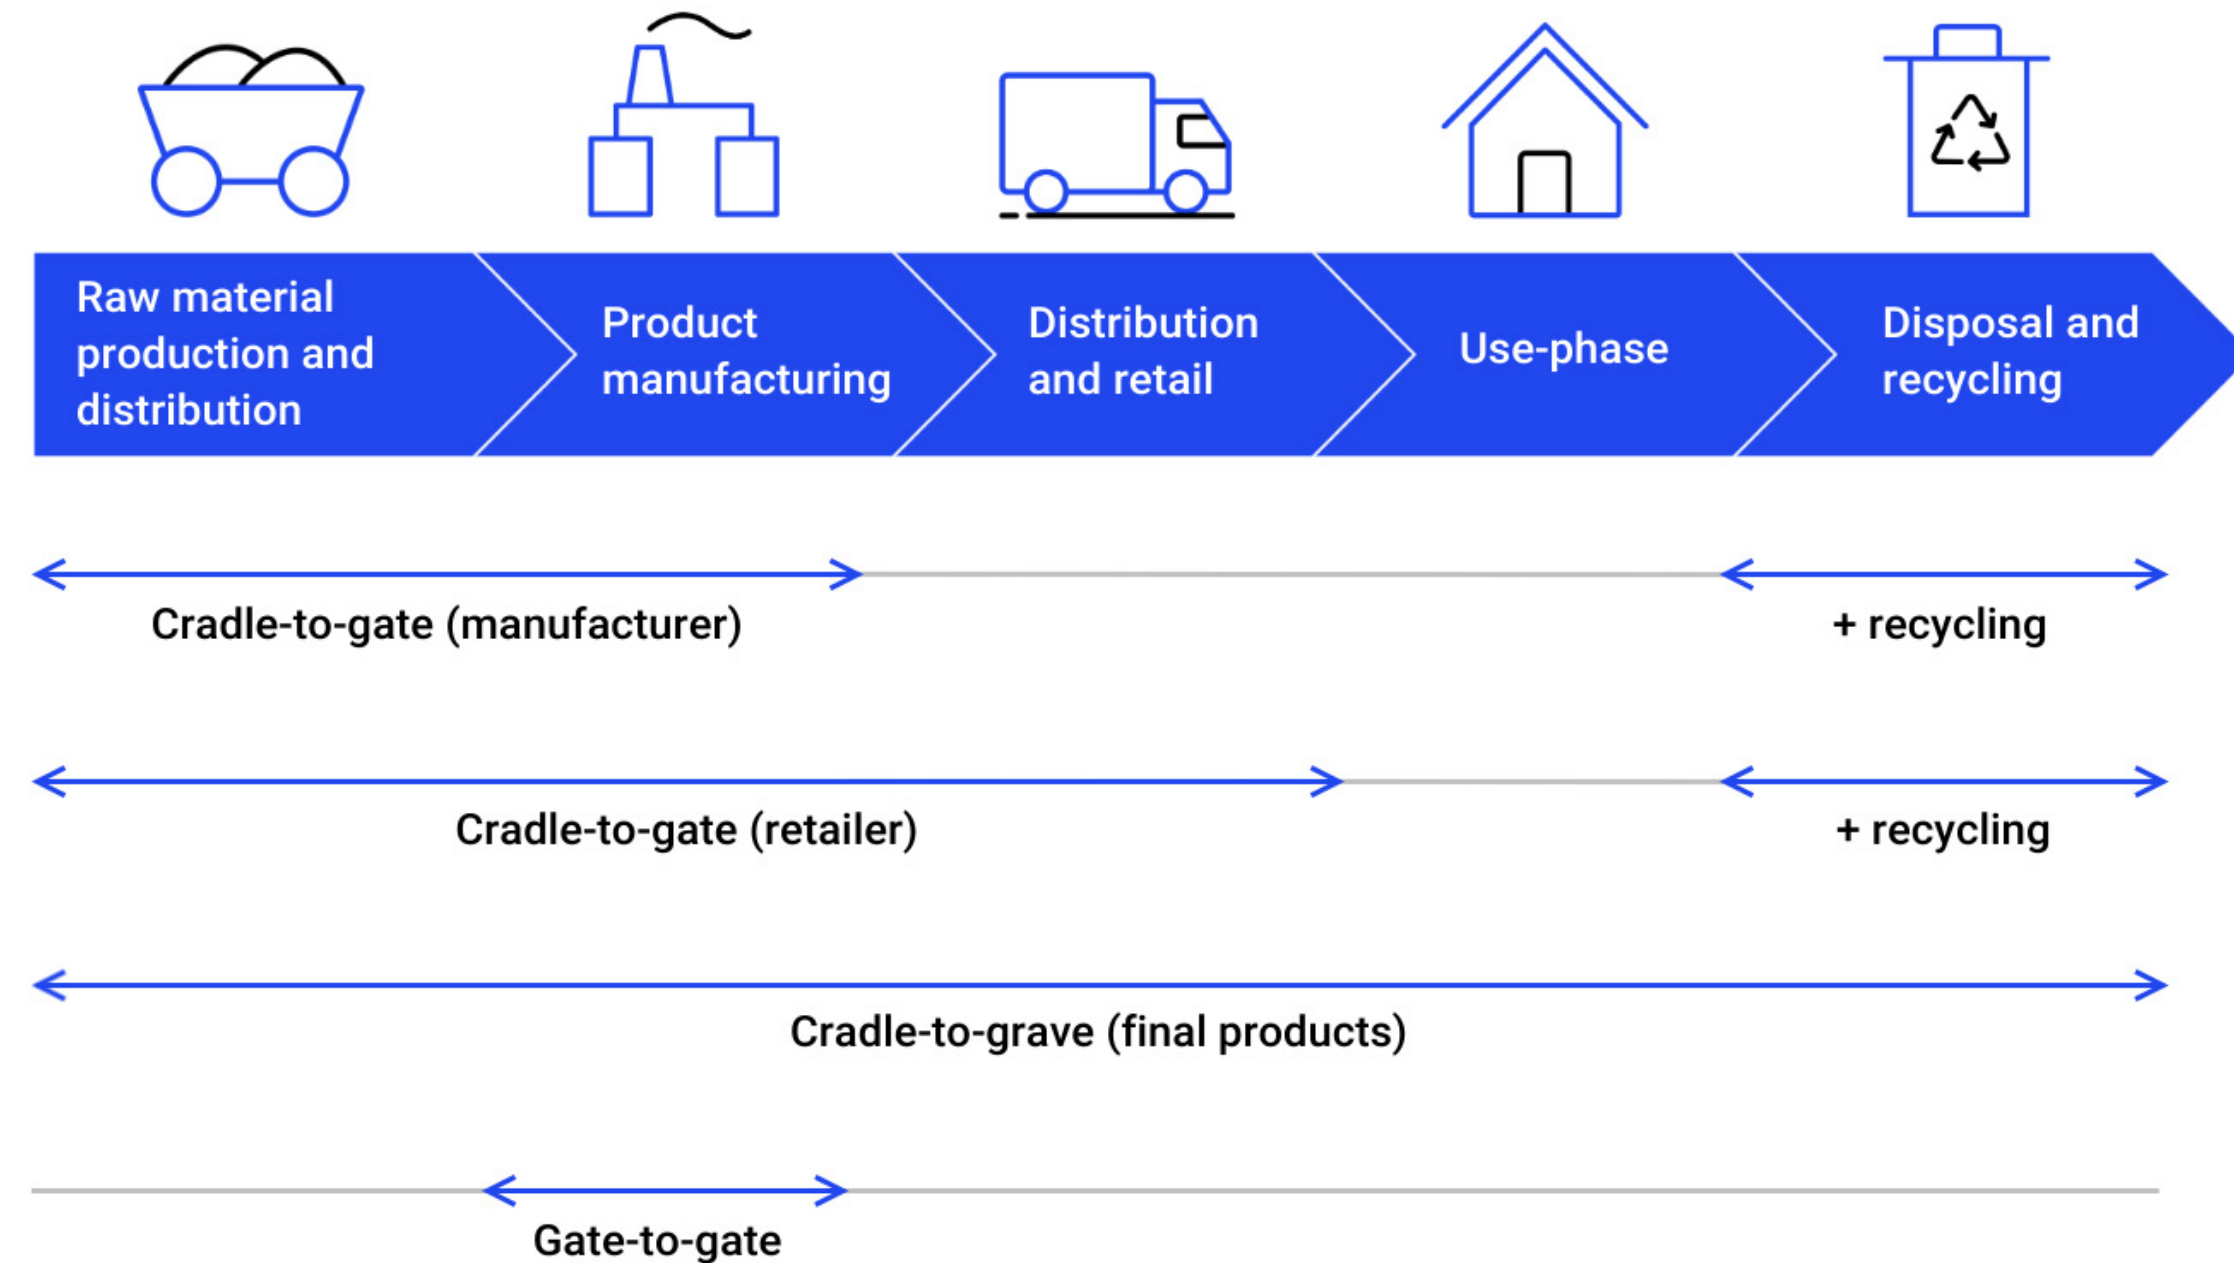 Raw material
production and
distribution
Product
manufacturing
Distribution
and retail
Use-phase
Disposal and
recycling
Cradle-to-gate (manufacturer)
+ recycling
Cradle-to-gate (retailer)
+ recycling
Cradle-to-grave (final products)
Gate-to-gate